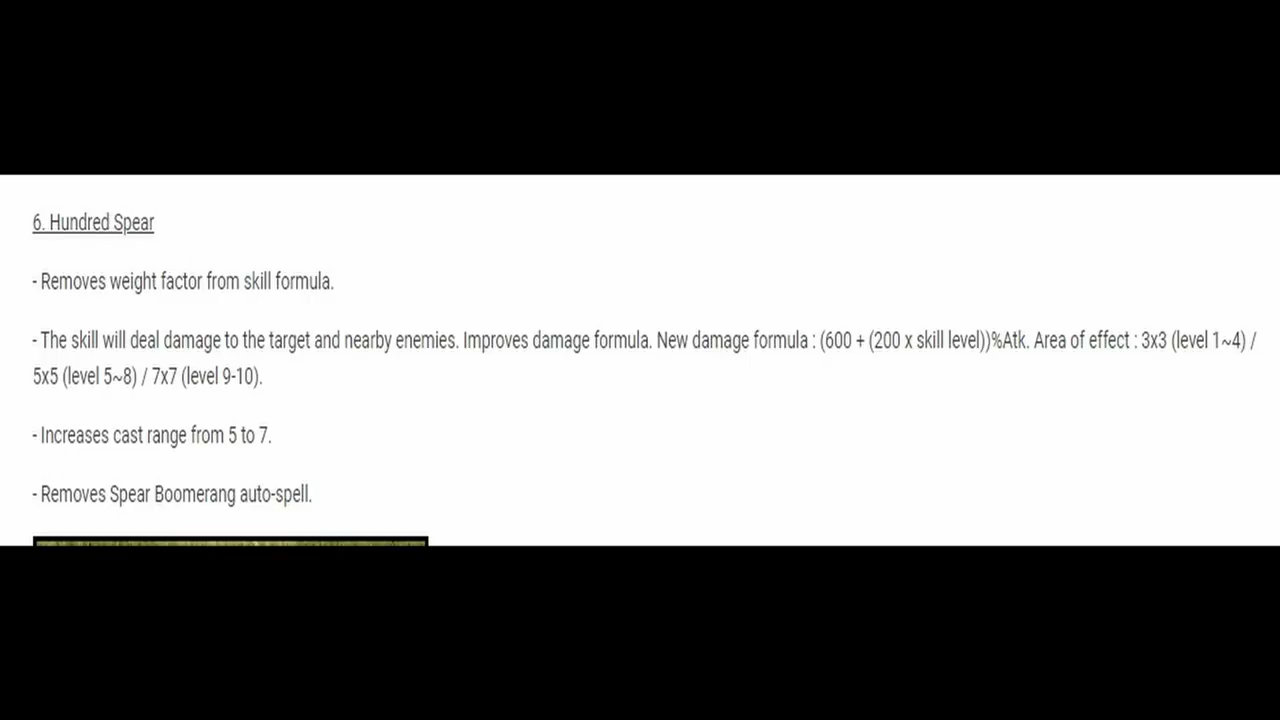 6. Hundred Spear
- Removes weight factor from skill formula.
- The skill will deal damage to the target and nearby enemies. Improves damage formula. New damage formula : (600 + (200 x skill level))%Atk. Area of effect : 3x3 (level 1~4) /
5x5 (level 5~8) / 7x7 (level 9-10).
- Increases cast range from 5 to 7.
- Removes Spear Boomerang auto-spell.